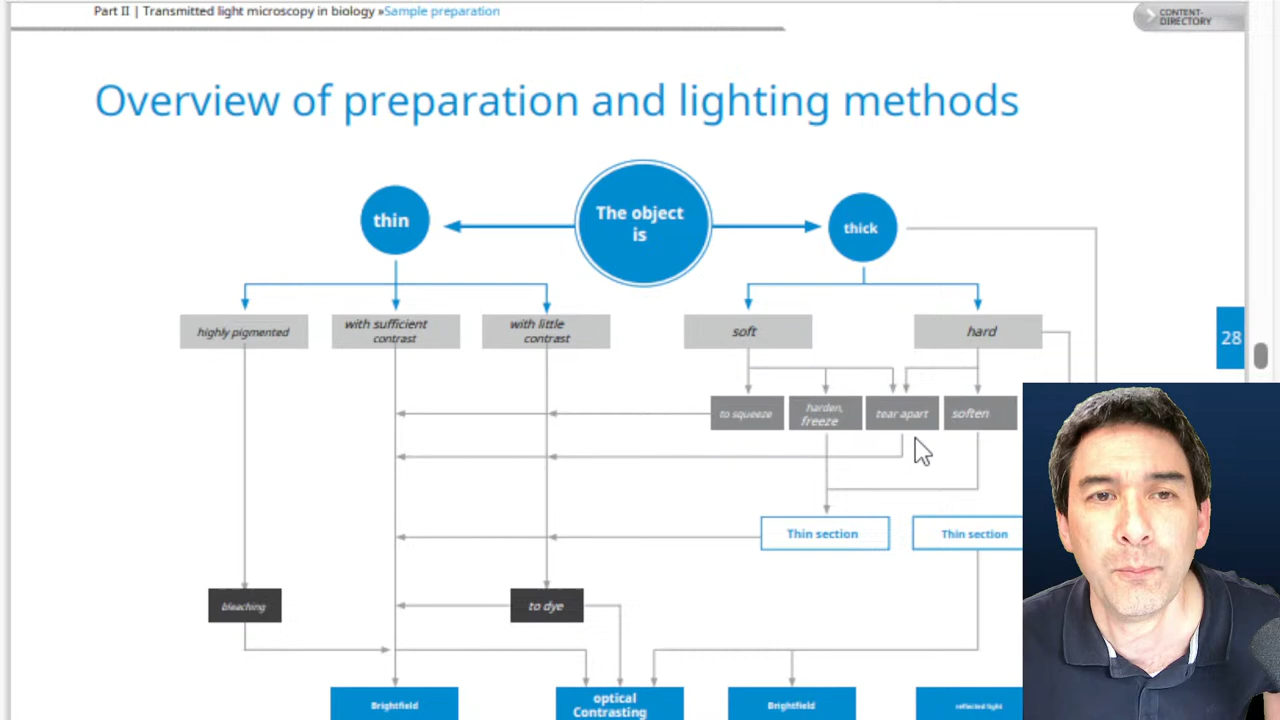 Part II | Transmitted light microscopy in biology »Sample preparation
CONTENT-
DIRECTORY
Overview of preparation and lighting methods
thin
The object
is
thick
highly pigmented
with sufficient
contrast
with little
contrast
soft
hard
28
to squeeze
harden,
freeze
tear apart
soften
Thin section
Thin section
bleaching
to dye
Brightfield
optical
Contrasting
Brightfield
reflected light